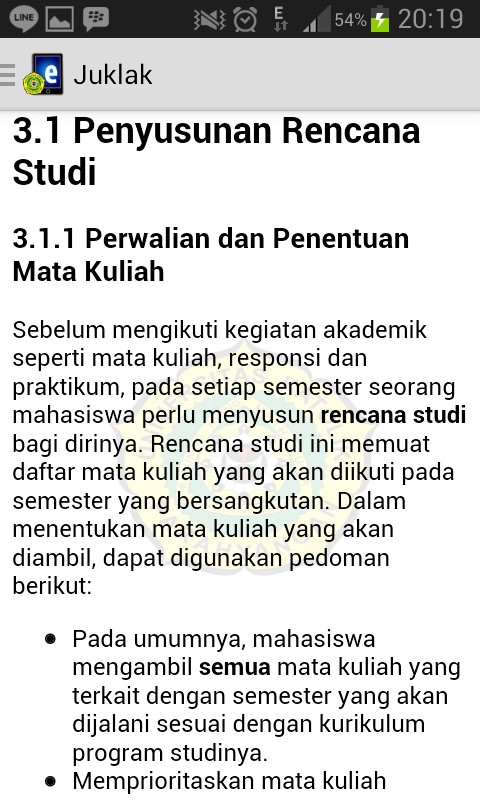 LINE
E
54%
20:19
e
Juklak
3.1 Penyusunan Rencana
Studi
3.1.1 Perwalian dan Penentuan
Mata Kuliah
Sebelum mengikuti kegiatan akademik
seperti mata kuliah, responsi dan
praktikum, pada setiap semester seorang
mahasiswa perlu menyusun rencana studi
bagi dirinya. Rencana studi ini memuat
daftar mata kuliah yang akan diikuti pada
semester yang bersangkutan. Dalam
menentukan mata kuliah yang akan
diambil, dapat digunakan pedoman
berikut:
Pada umumnya, mahasiswa
mengambil semua mata kuliah yang
terkait dengan semester yang akan
dijalani sesuai dengan kurikulum
program studinya.
Memprioritaskan mata kuliah